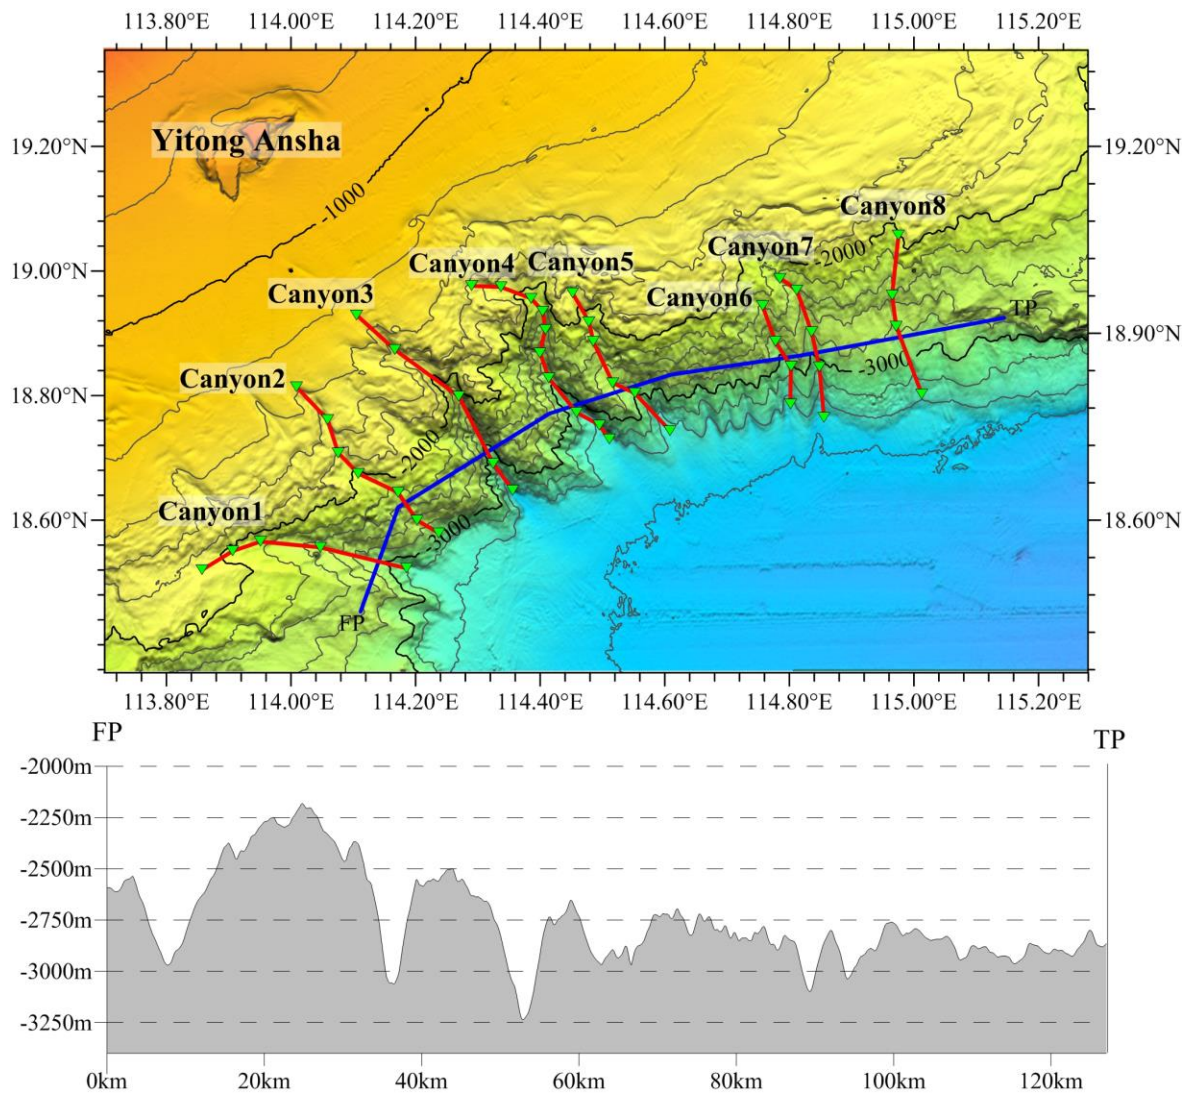 113.80°E 114.00°E 114.20°E 114.40°E 114.60°E 114.80°E 115.00°E 115.20°E
Yitong Ansha
19.20°N 19.20°N
-1000
Canyon8
Canyon7
-2000
Canyon4 Canyon5
19.00°N
Canyon3
Canyon6
TP
18.90°N
-3000
Canyon2
18.80°N
-2000
Canyon1
18.60°N 18.60°N
-3000
FP
113.80°E 114.00°E 114.20°E 114.40°E 114.60°E 114.80°E 115.00°E 115.20°E
FP TP
-2000m
-2250m
-2500m
-2750m
-3000m
-3250m
0km 20km 40km 60km 80km 100km 120km